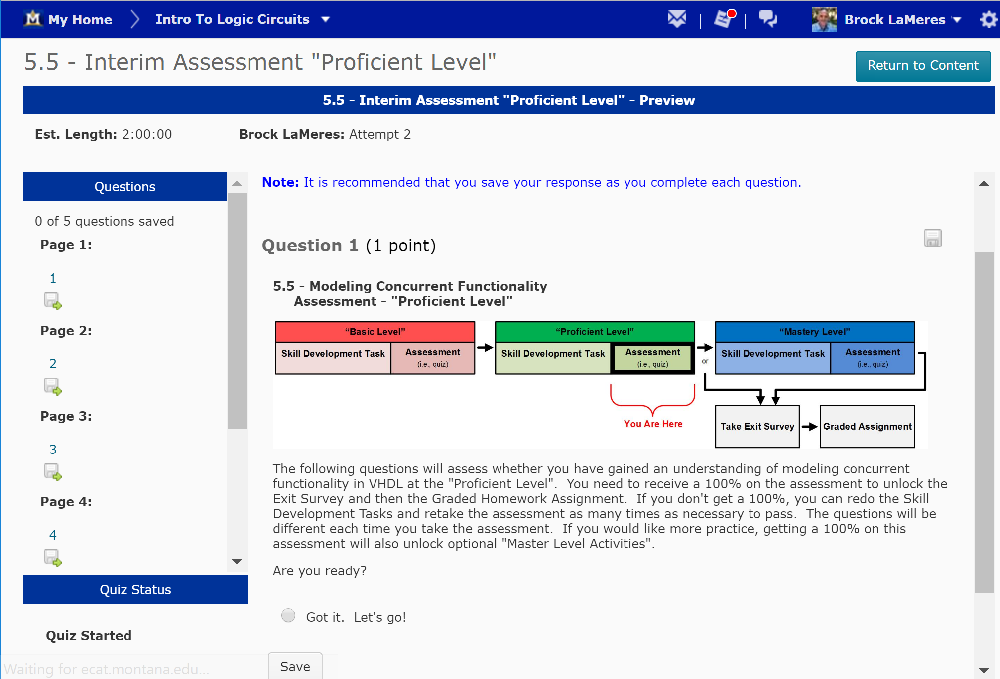 My Home
Intro To Logic Circuits
Brock LaMeres
5.5 - Interim Assessment "Proficient Level"
Return to Content
5.5 - Interim Assessment "Proficient Level" - Preview
Est. Length: 2:00:00
Brock LaMeres: Attempt 2
Questions
0 of 5 questions saved
Page 1:
1
Page 2:
2
Page 3:
3
Page 4:
4
Quiz Status
Quiz Started
Waiting for ecat.montana.edu...
Note: It is recommended that you save your response as you complete each question.
Question 1 (1 point)
5.5 - Modeling Concurrent Functionality
Assessment - "Proficient Level"
“Basic Level”
Skill Development Task
Assessment
(i.e., quiz)
“Proficient Level”
Skill Development Task
Assessment
(i.e., quiz)
or
“Mastery Level”
Skill Development Task
Assessment
(i.e., quiz)
You Are Here
Take Exit Survey
Graded Assignment
The following questions will assess whether you have gained an understanding of modeling concurrent
functionality in VHDL at the "Proficient Level".  You need to receive a 100% on the assessment to unlock the
Exit Survey and then the Graded Homework Assignment.  If you don't get a 100%, you can redo the Skill
Development Tasks and retake the assessment as many times as necessary to pass.  The questions will be
different each time you take the assessment.  If you would like more practice, getting a 100% on this
assessment will also unlock optional "Master Level Activities".
Are you ready?
Got it.  Let's go!
Save